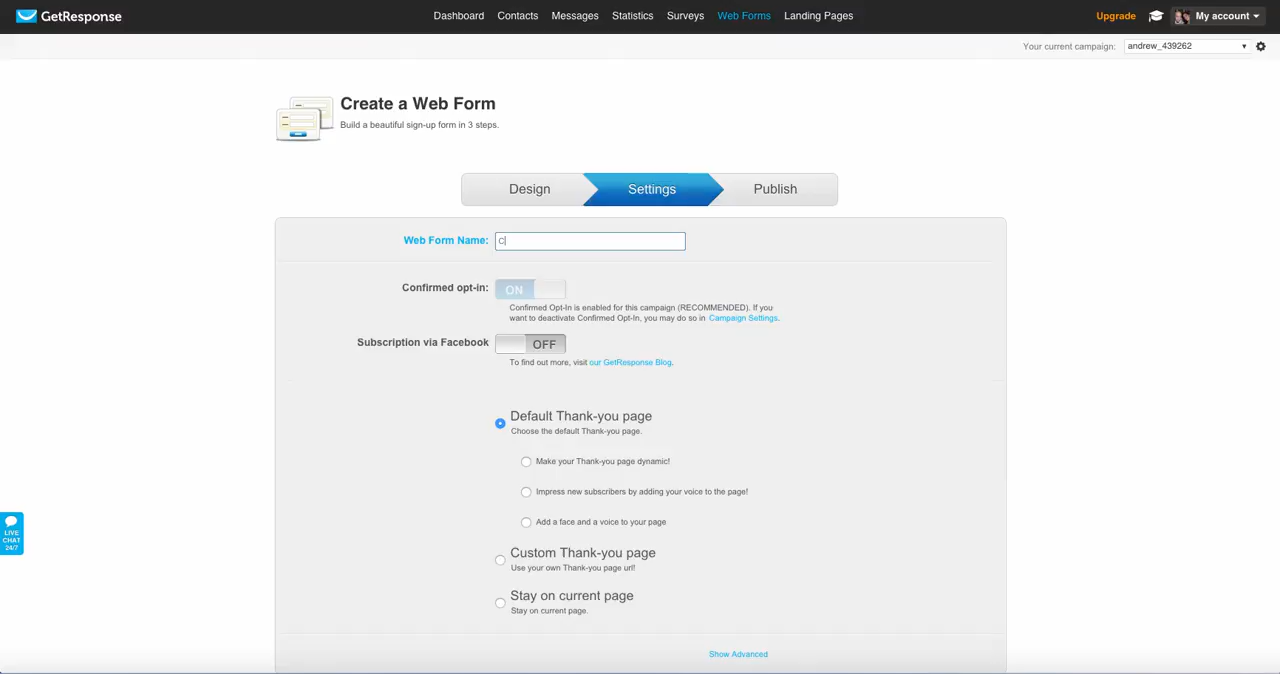 GetResponse
Dashboard Contacts Messages Statistics Surveys Web Forms Landing Pages
Upgrade My account
Your current campaign: andrew_439262
Create a Web Form
Build a beautiful sign-up form in 3 steps.
Design Settings Publish
Web Form Name: C
Confirmed opt-in: ON
Confirmed Opt-In is enabled for this campaign (RECOMMENDED). If you
want to deactivate Confirmed Opt-In, you may do so in Campaign Settings.
Subscription via Facebook OFF
To find out more, visit our GetResponse Blog.
Default Thank-you page
Choose the default Thank-you page.
Make your Thank-you page dynamic!
Impress new subscribers by adding your voice to the page!
Add a face and a voice to your page
Custom Thank-you page
Use your own Thank-you page url!
Stay on current page
Stay on current page.
Show Advanced
LIVE
CHAT
24/7